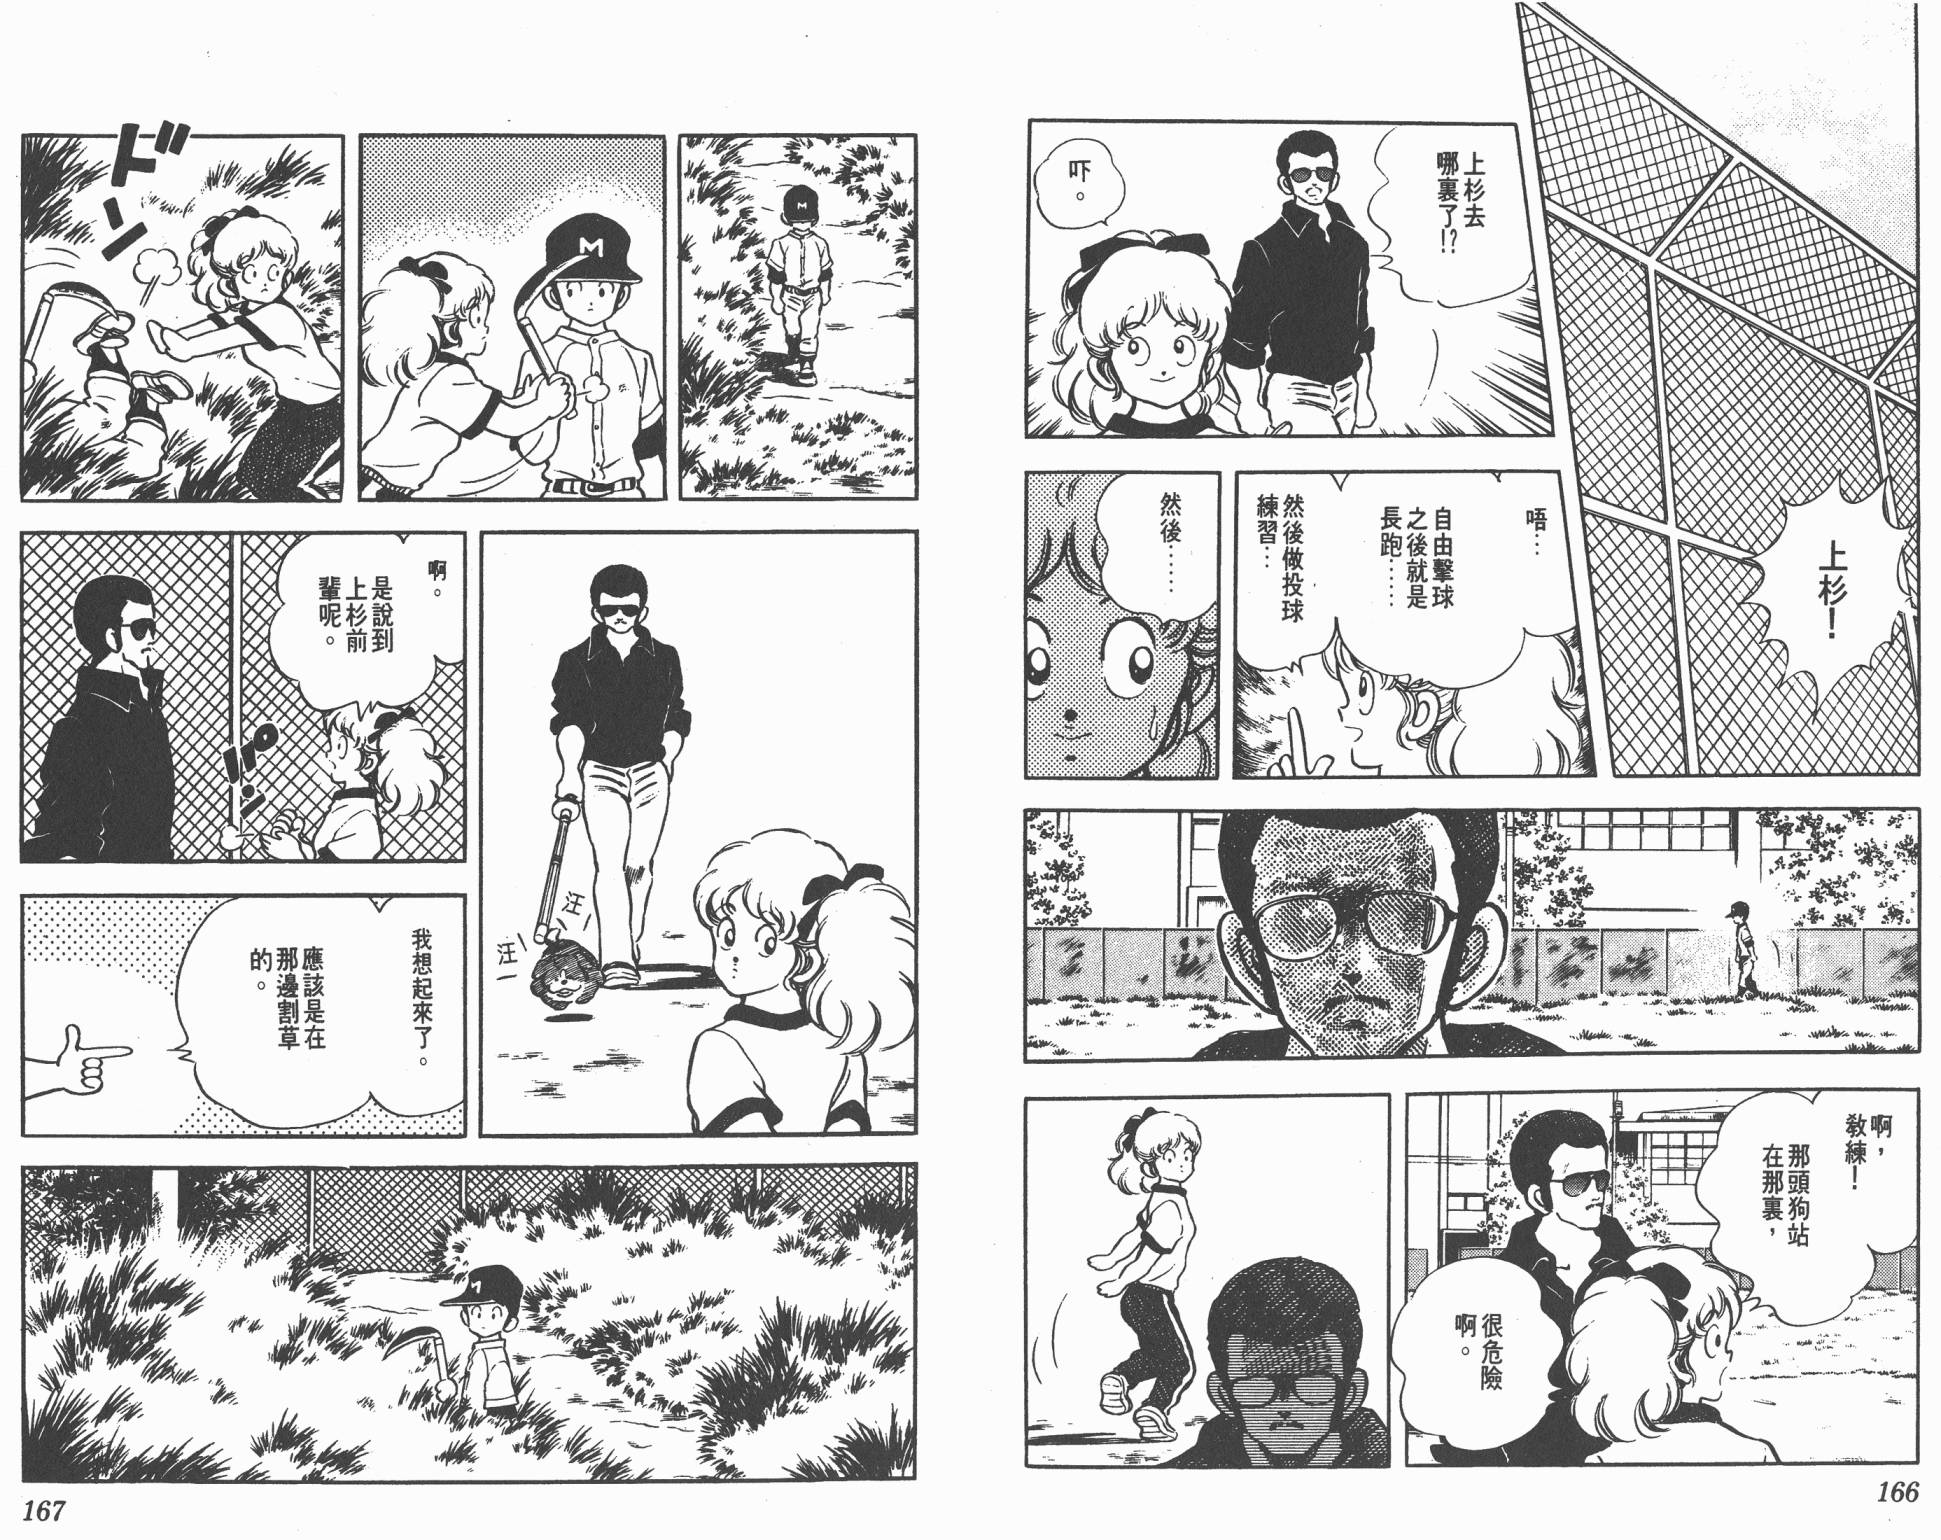 上杉！
上杉去
哪裏了!?
吓。
唔…
自由擊球
之後就是
長跑……
然後做投球
練習…
然後……
啊，
教練！
那頭狗站
在那裏，
很危險
啊。
166
ドン
汪
汪
啊。
是說到
上杉前
輩呢。
パン
我想起來了。
應該是在
那邊割草
的。
167